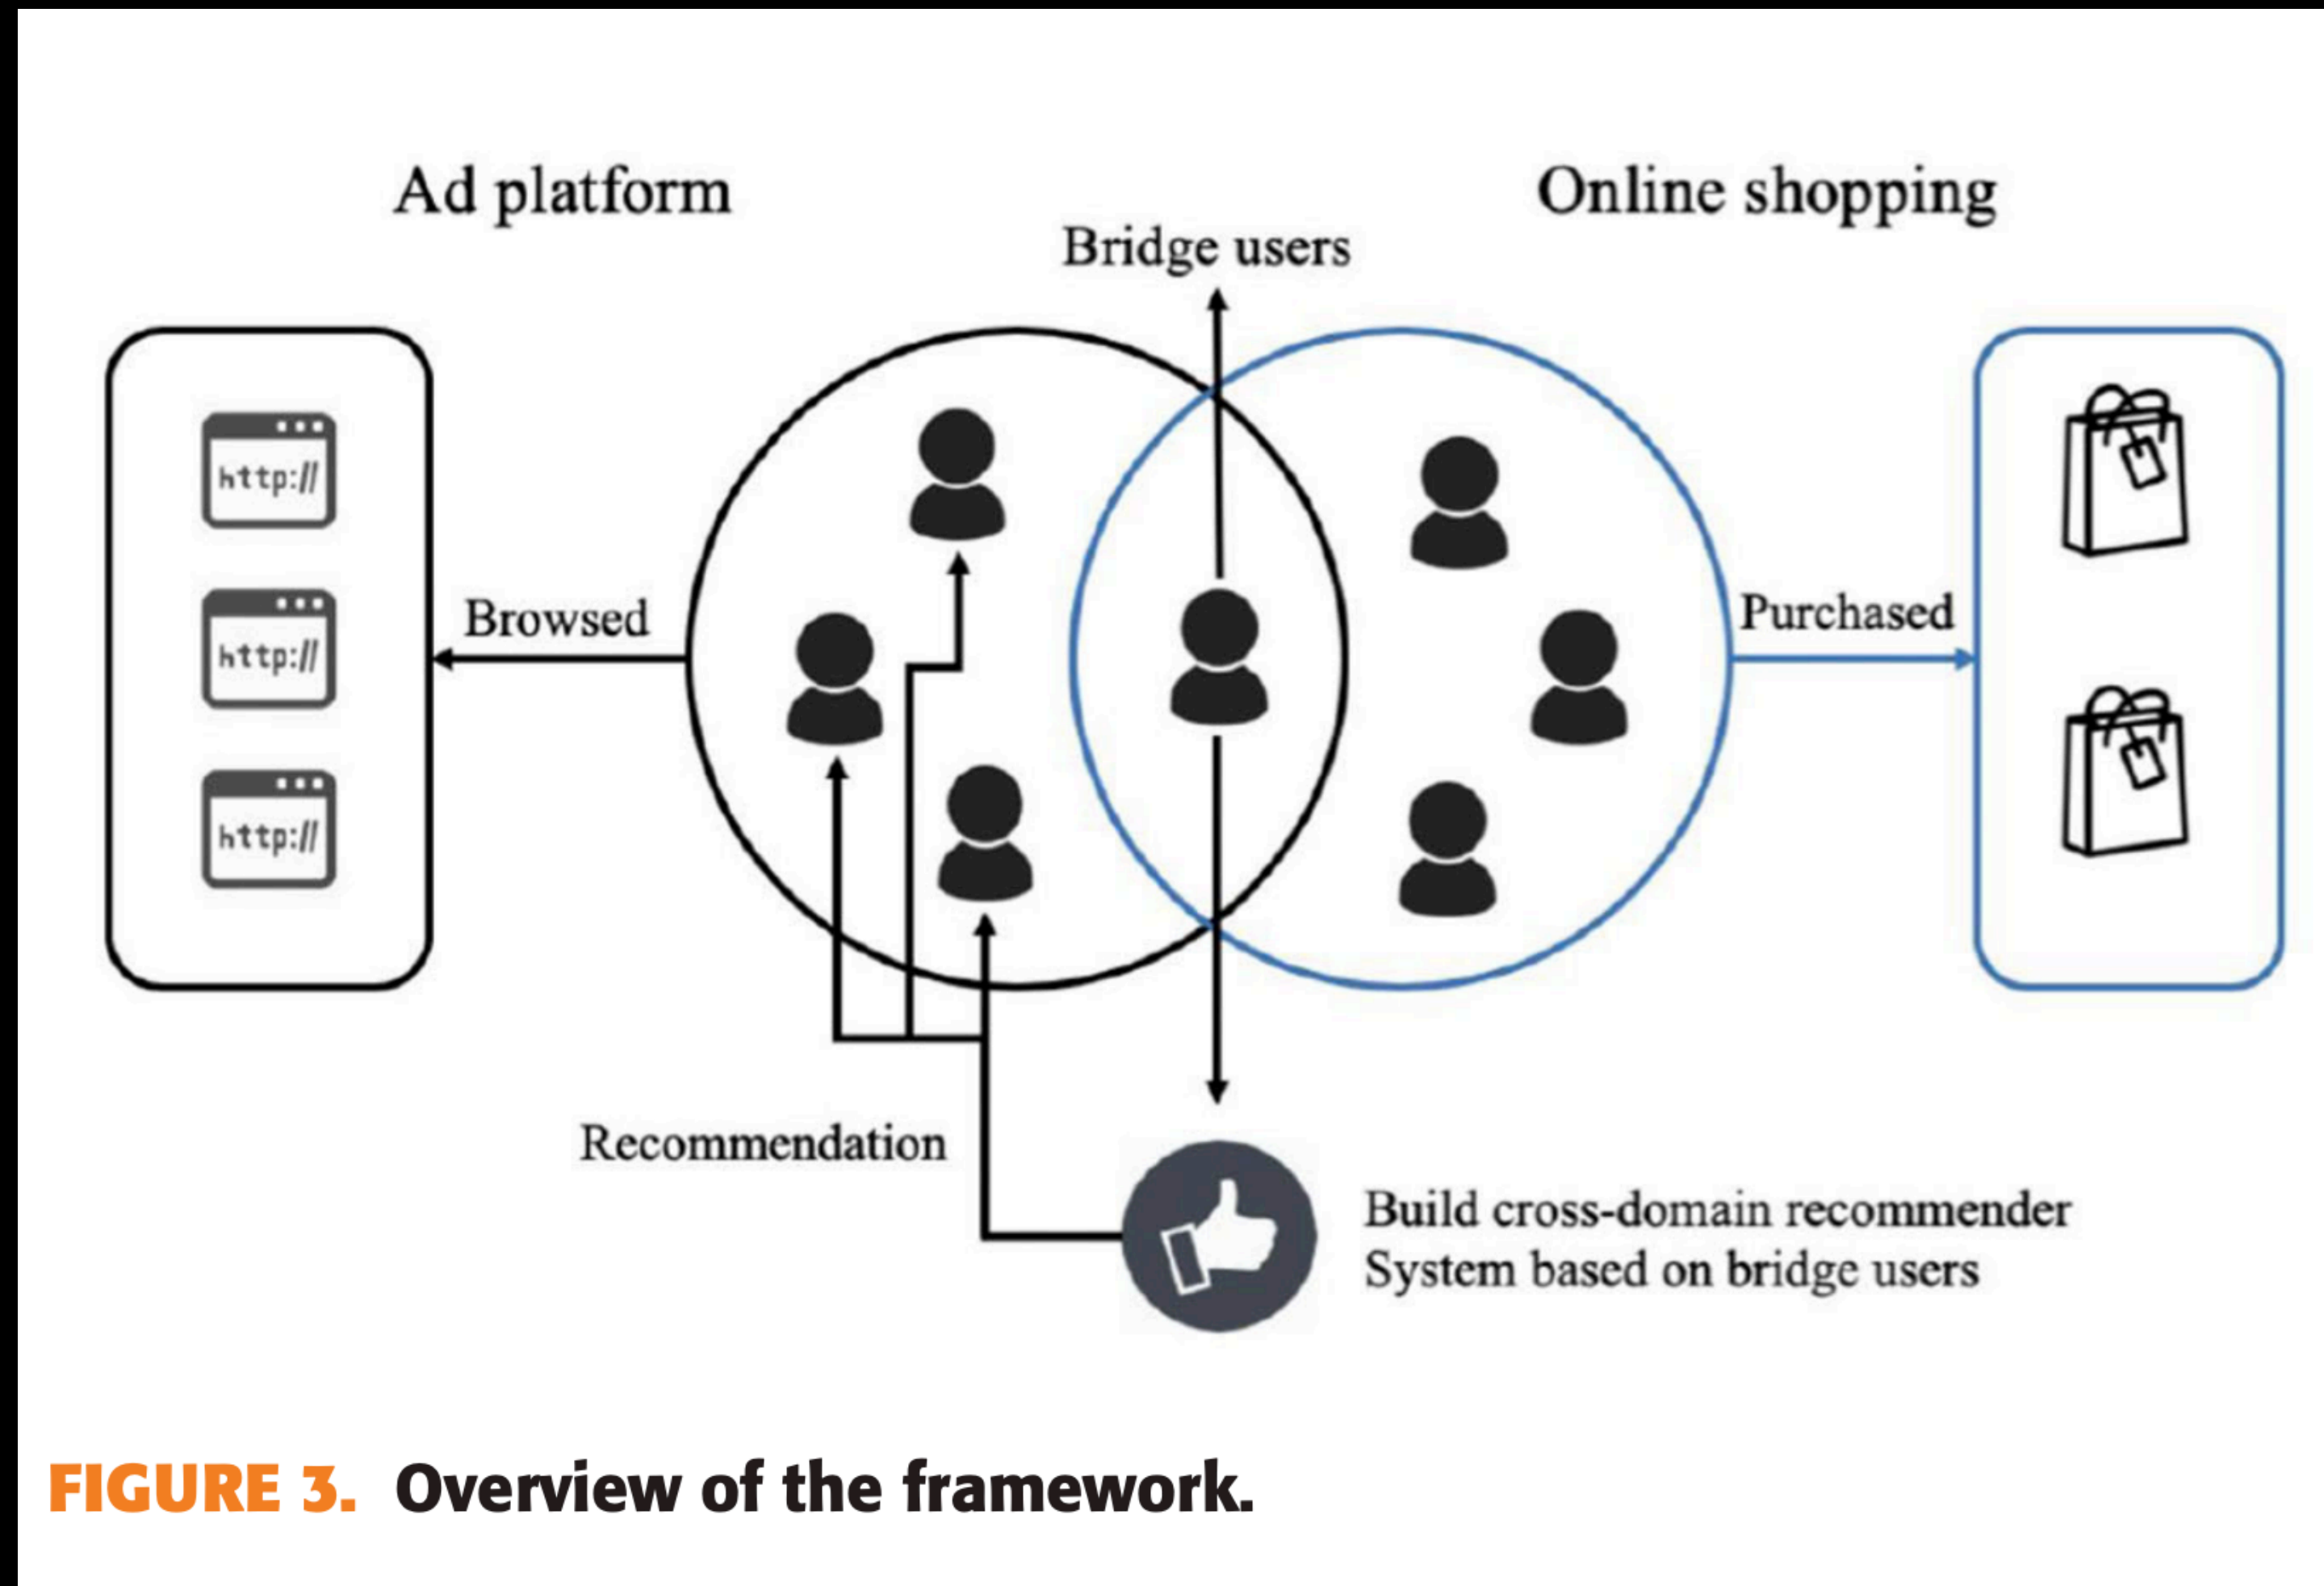 Ad platform
Online shopping
Bridge users
http://
http://
http://
Browsed
Purchased
Recommendation
Build cross-domain recommender
System based on bridge users
FIGURE 3. Overview of the framework.